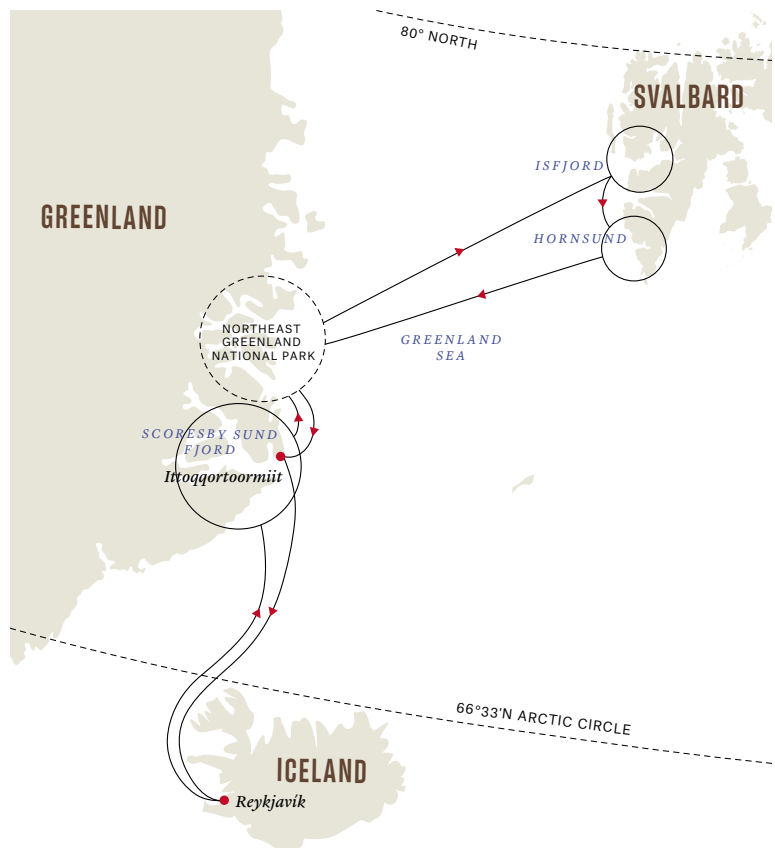 80° NORTH
SVALBARD
ISFJORD
GREENLAND
HORNSUND
NORTHEAST
GREENLAND
NATIONAL PARK
GREENLAND
SEA
SCORESBY SUND
FJORD
Ittoqqortoormiit
66°33'N ARCTIC CIRCLE
ICELAND
Reykjavík